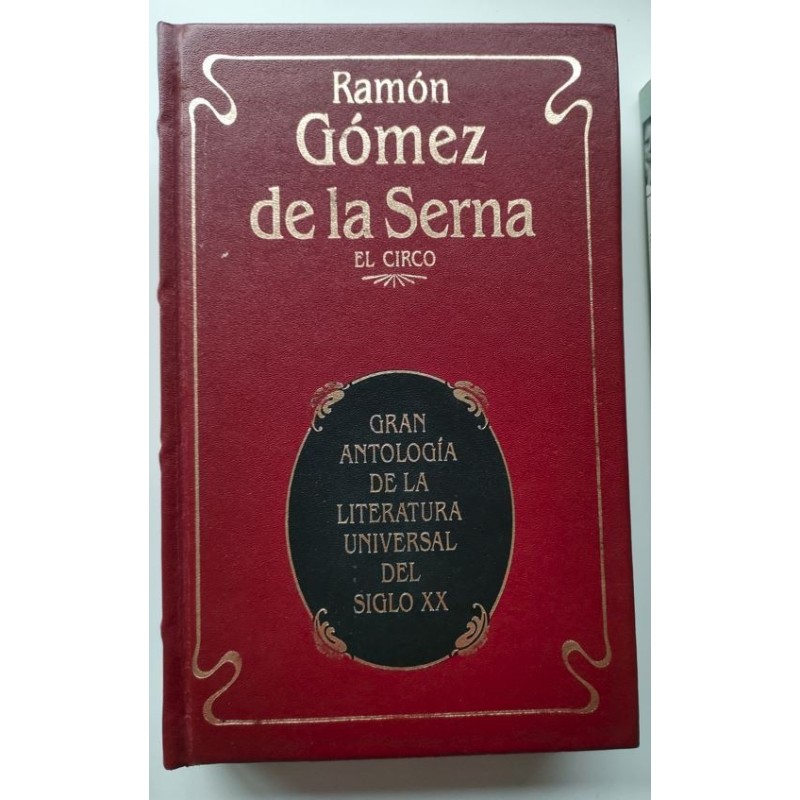 Ramón
Gómez
de la Serna
EL CIRCO
GRAN
ANTOLOGÍA
DE LA
LITERATURA
UNIVERSAL
DEL
SIGLO XX